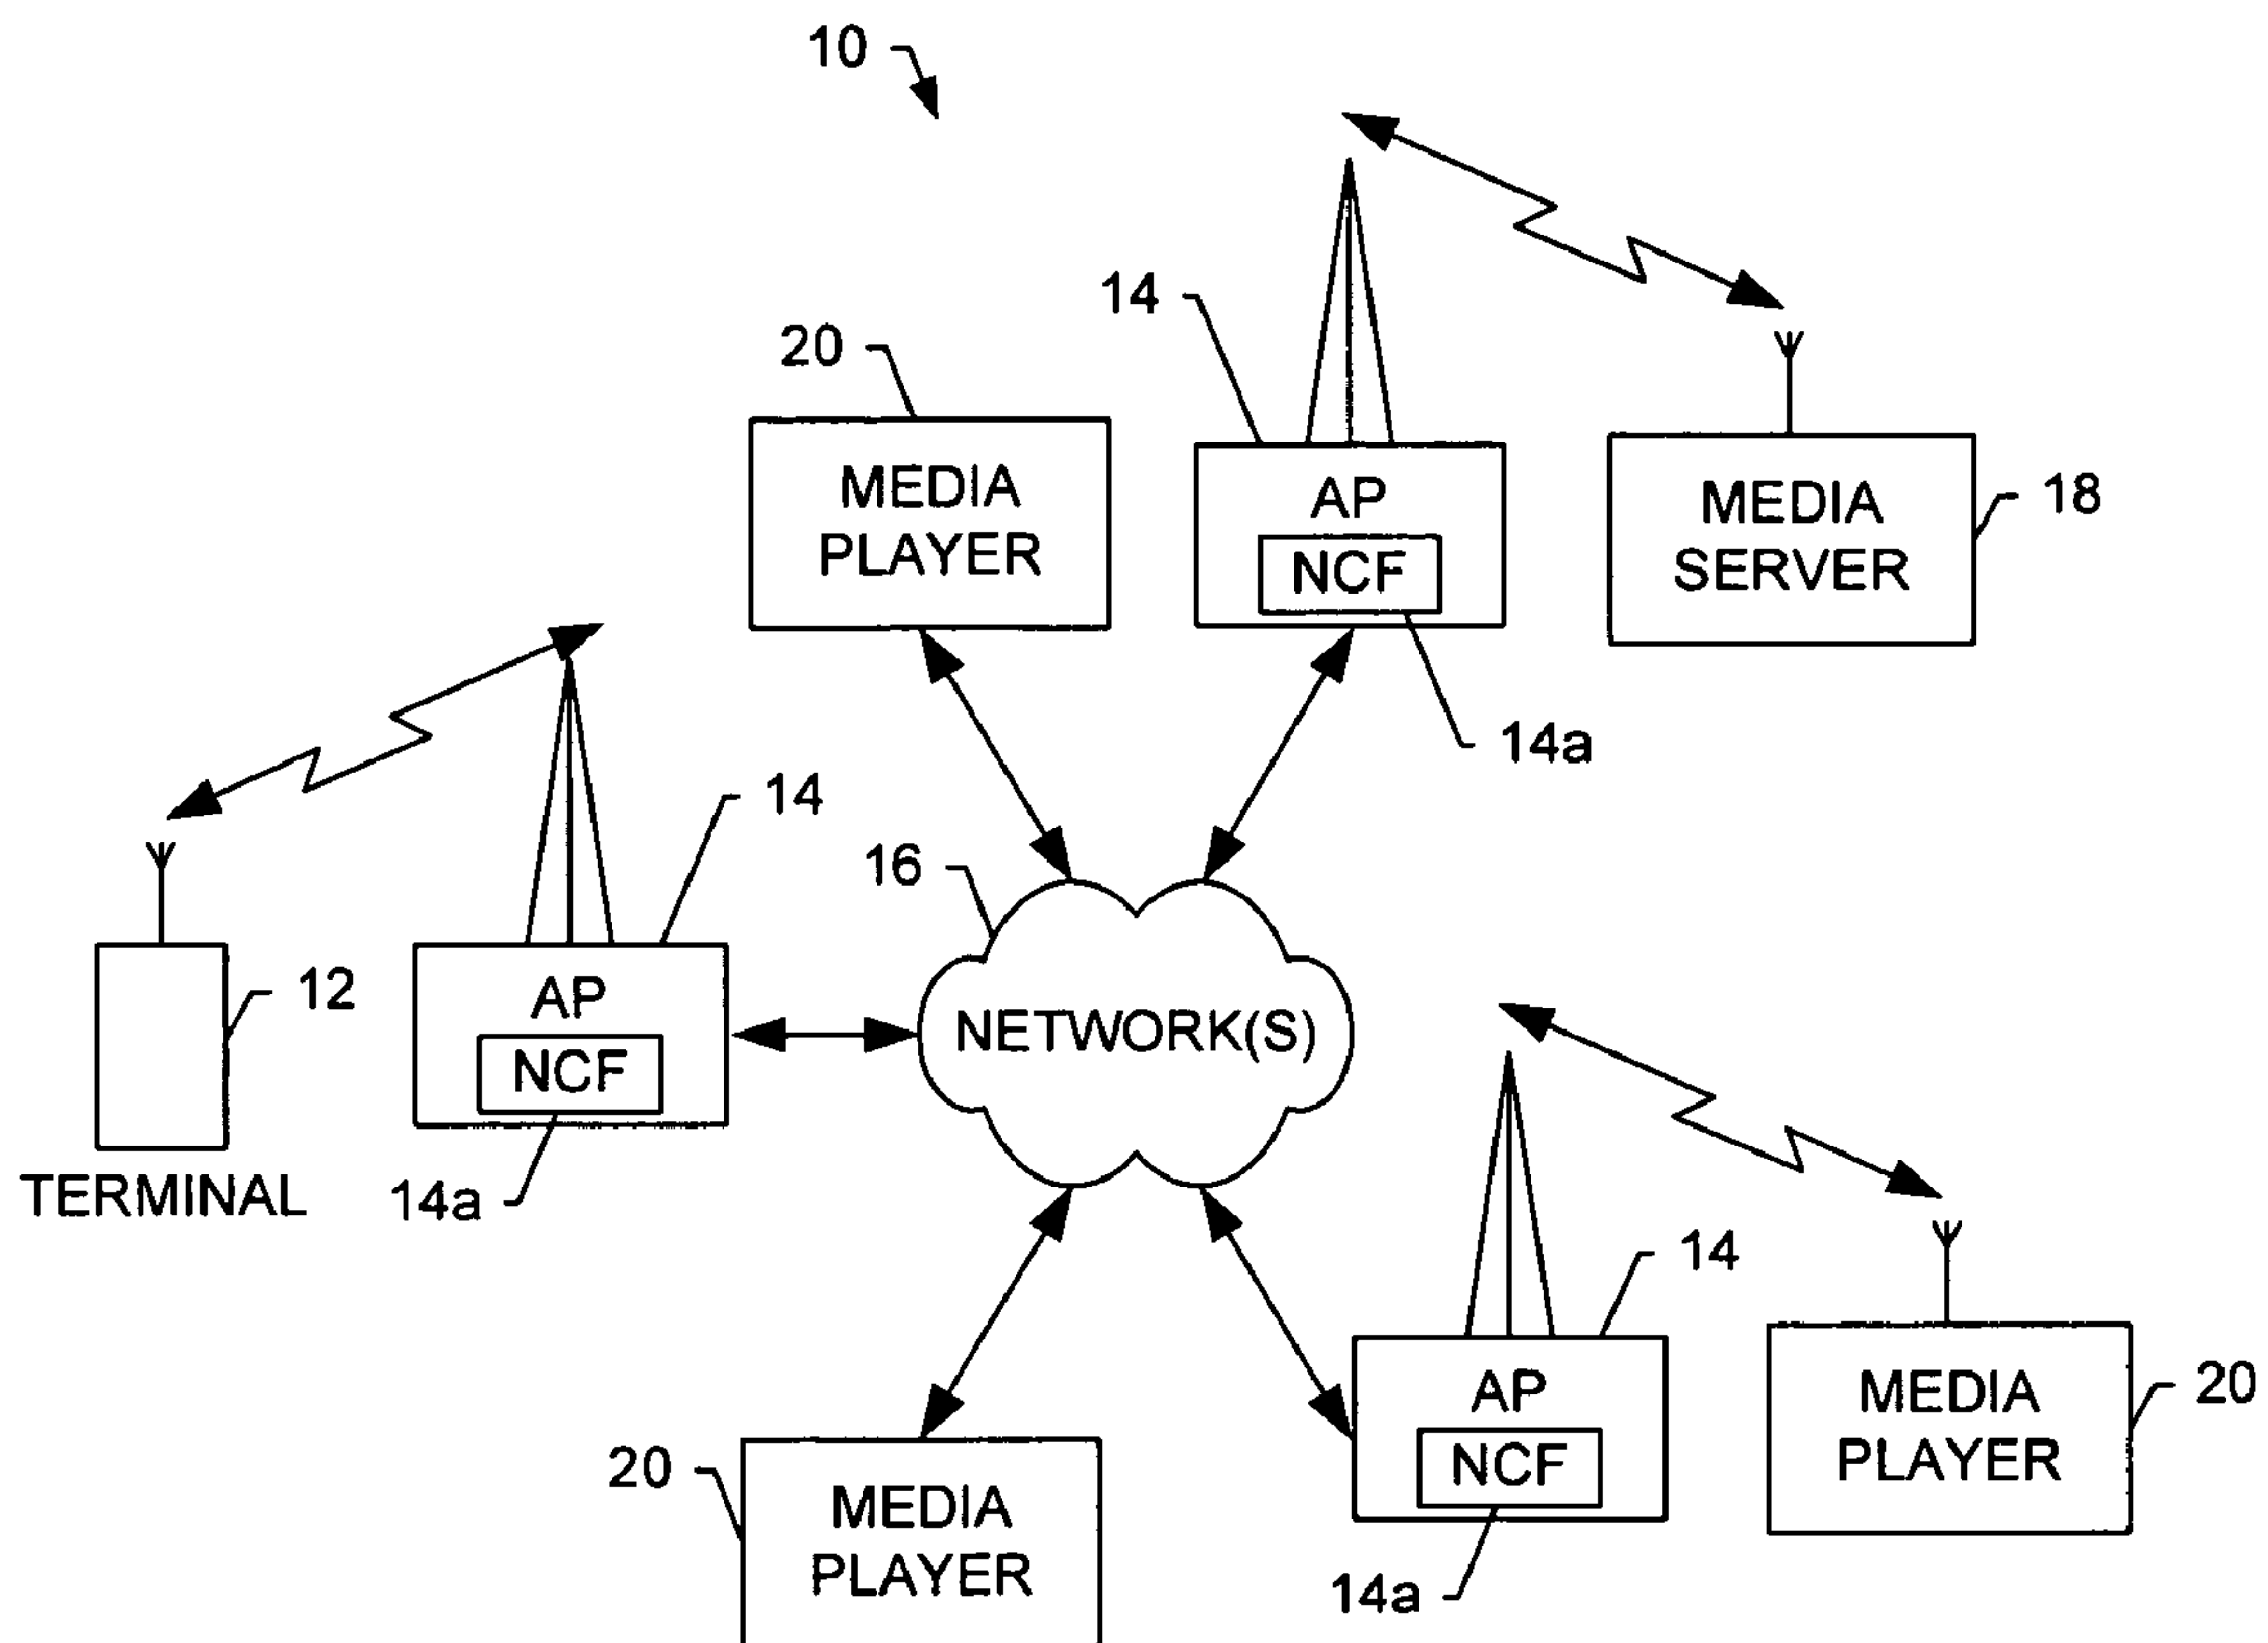 10
14
20
MEDIA
PLAYER
AP
NCF
MEDIA
SERVER
18
14a
14
16
12
AP
NCF
NETWORK(S)
TERMINAL
14a
14
AP
NCF
MEDIA
PLAYER
20
20
MEDIA
PLAYER
14a